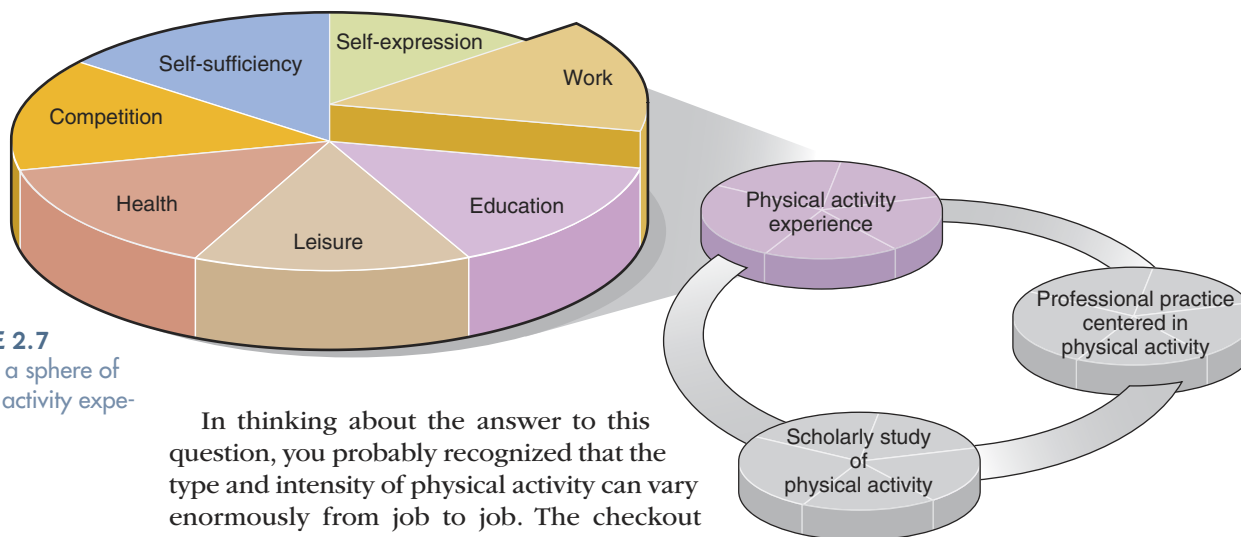 Self-expression
Self-sufficiency
Work
Competition
Health
Education
Leisure
Physical activity
experience
Professional practice
centered in
physical activity
Scholarly study
of
physical activity
2.7
a sphere of
activity expe-
In thinking about the answer to this
question, you probably recognized that the
type and intensity of physical activity can vary
enormously from job to job. The checkout